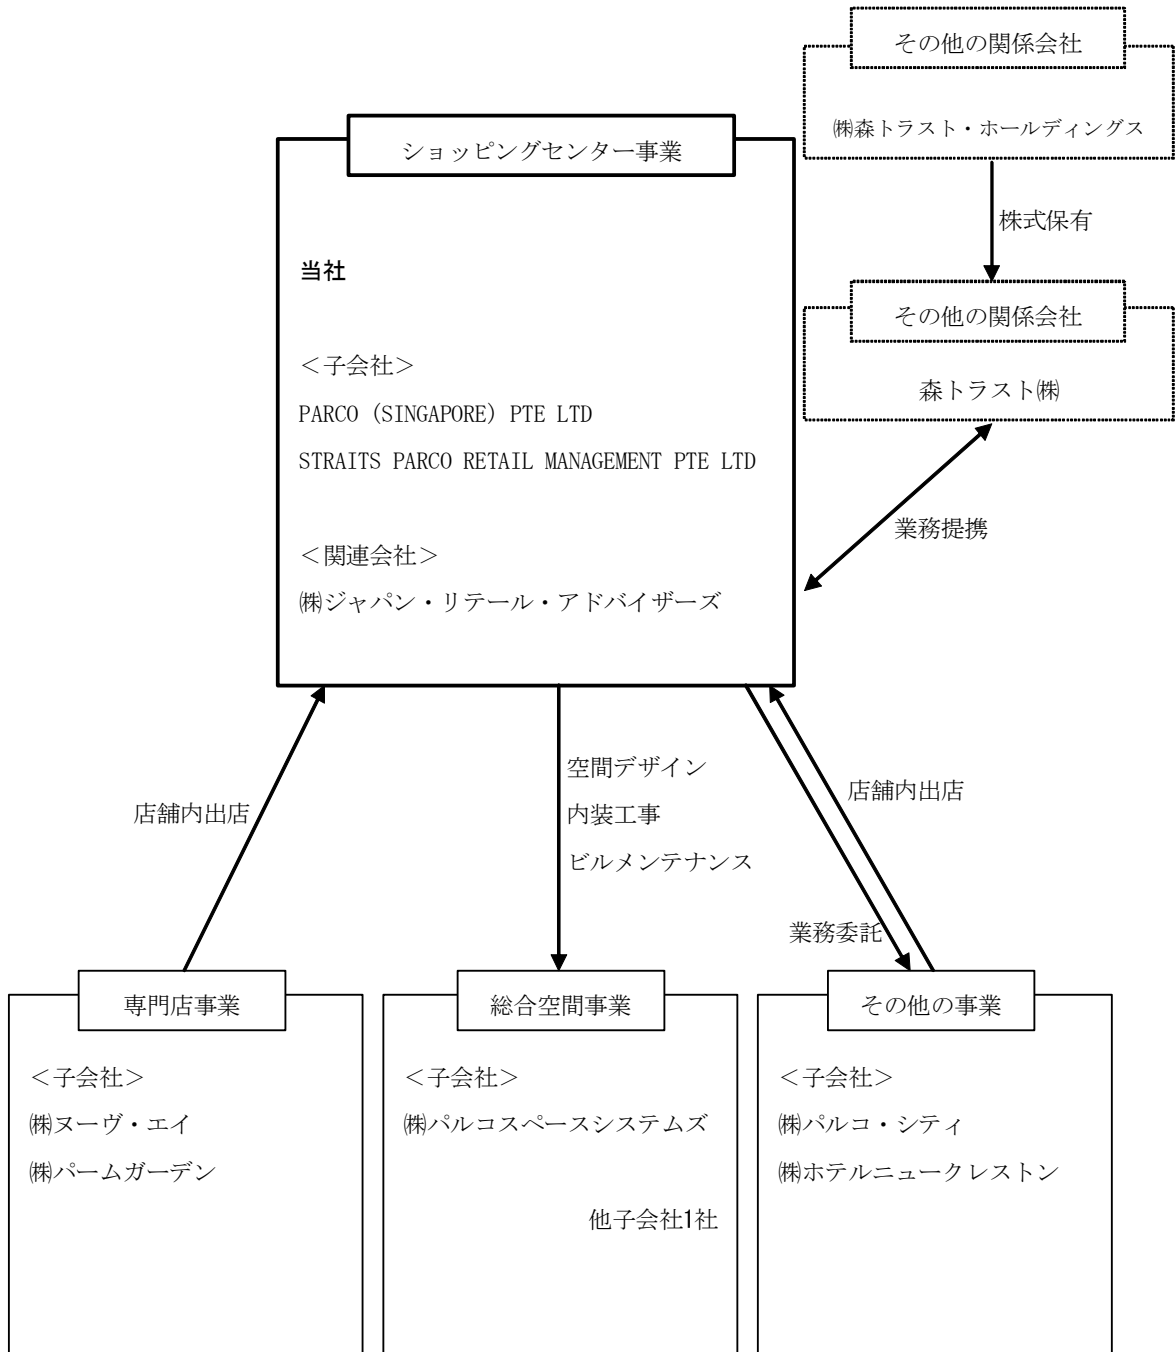 その他の関係会社
㈱森トラスト・ホールディングス
株式保有
その他の関係会社
森トラスト㈱
業務提携
ショッピングセンター事業
当社
＜子会社＞
PARCO (SINGAPORE) PTE LTD
STRAITS PARCO RETAIL MANAGEMENT PTE LTD
＜関連会社＞
㈱ジャパン・リテール・アドバイザーズ
店舗内出店
空間デザイン
内装工事
ビルメンテナンス
店舗内出店
業務委託
専門店事業
＜子会社＞
㈱ヌーヴ・エイ
㈱パームガーデン
総合空間事業
＜子会社＞
㈱パルコスペースシステムズ
他子会社1社
その他の事業
＜子会社＞
㈱パルコ・シティ
㈱ホテルニュークレストン